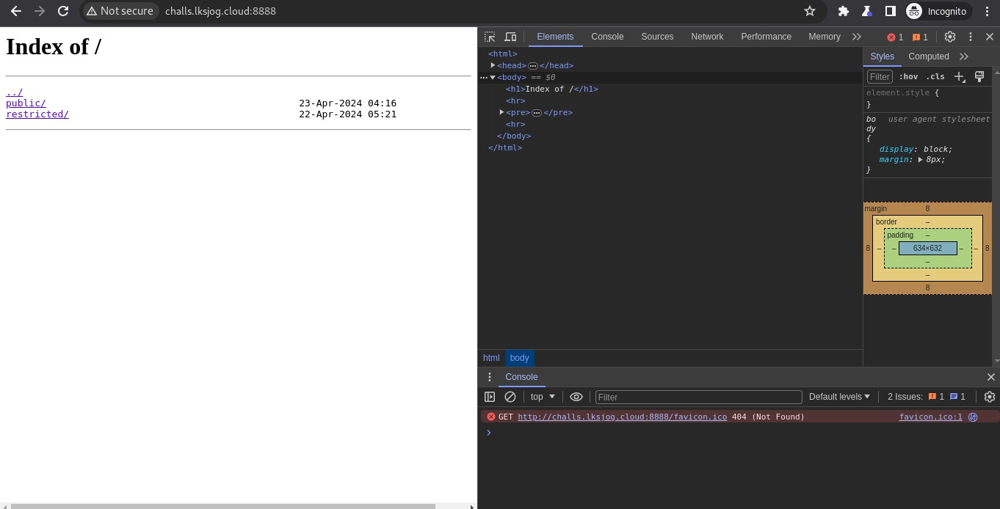 Not secure challs.lksjog.cloud:8888 Incognito
Index of /
../
public/ 23-Apr-2024 04:16
restricted/ 22-Apr-2024 05:21
Elements Console Sources Network Performance Memory 1 1
<html>
<head> ••• </head>
••• <body> == $0
<h1>Index of /</h1>
<hr>
<pre> ••• </pre>
<hr>
</body>
</html>
html body
Styles Computed
Filter :hov .cls
element.style {
}
bo user agent stylesheet
dy
{
display: block;
margin: 8px;
}
margin 8
border –
padding –
8 – – 634×632 – – 8
–
–
8
Console
top Filter Default levels 2 Issues: 1 1
GET http://challs.lksjog.cloud:8888/favicon.ico 404 (Not Found) favicon.ico:1